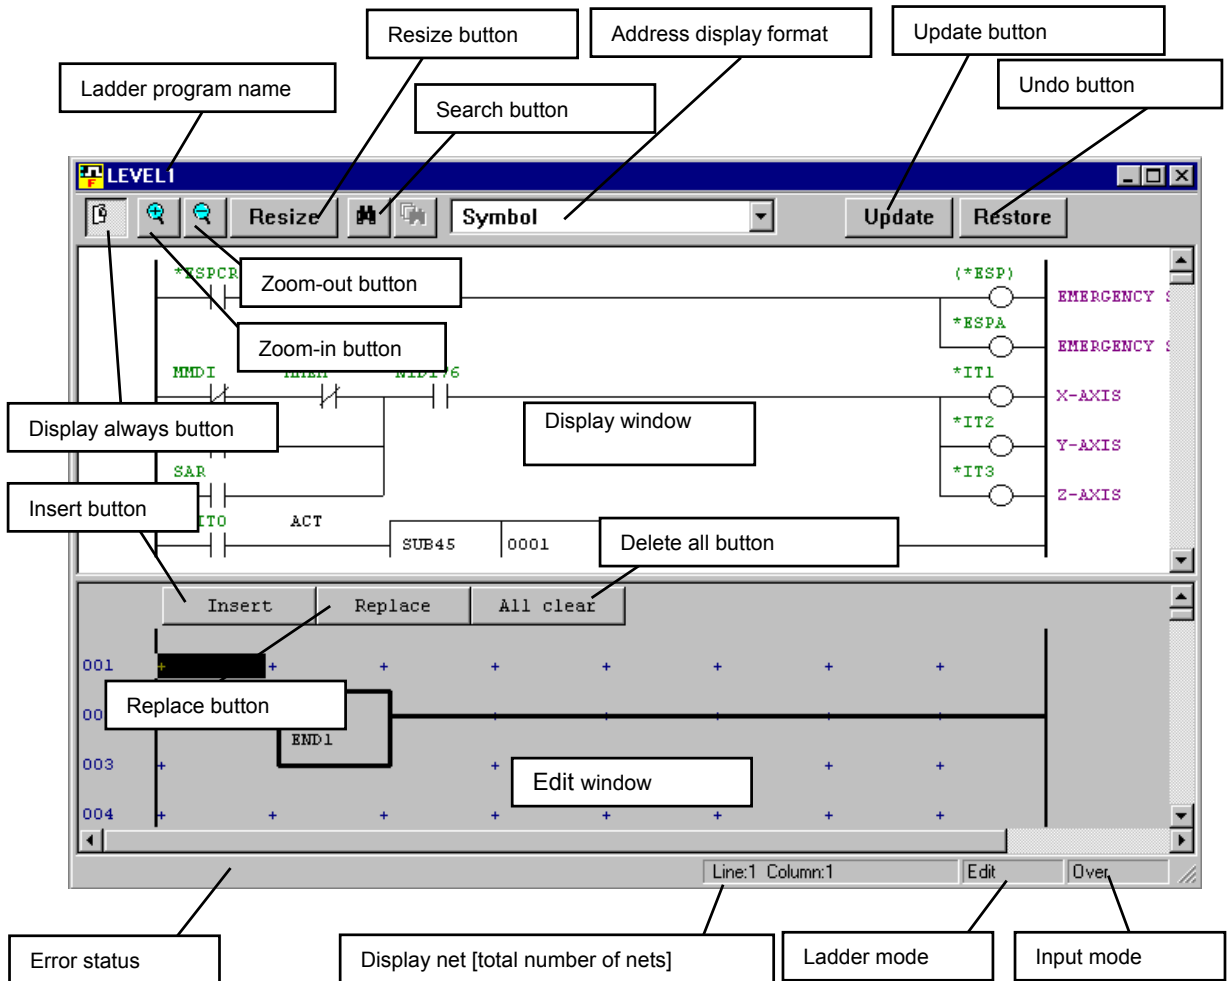 Resize button
Address display format
Update button
Ladder program name
Undo button
Search button
LEVEL1
Resize
Symbol
Update
Restore
*ESPCR
(*ESP)
Zoom-out button
EMERGENCY
*ESPA
Zoom-in button
EMERGENCY
MMDI
*IT1
X-AXIS
Display window
Display always button
*IT2
Y-AXIS
SAR
*IT3
Z-AXIS
Insert button
ACT
SUB45
0001
Delete all button
Insert
Replace
All clear
001
Replace button
END1
003
Edit window
004
Line:1 Column:1
Edit
Over
Error status
Display net [total number of nets]
Ladder mode
Input mode